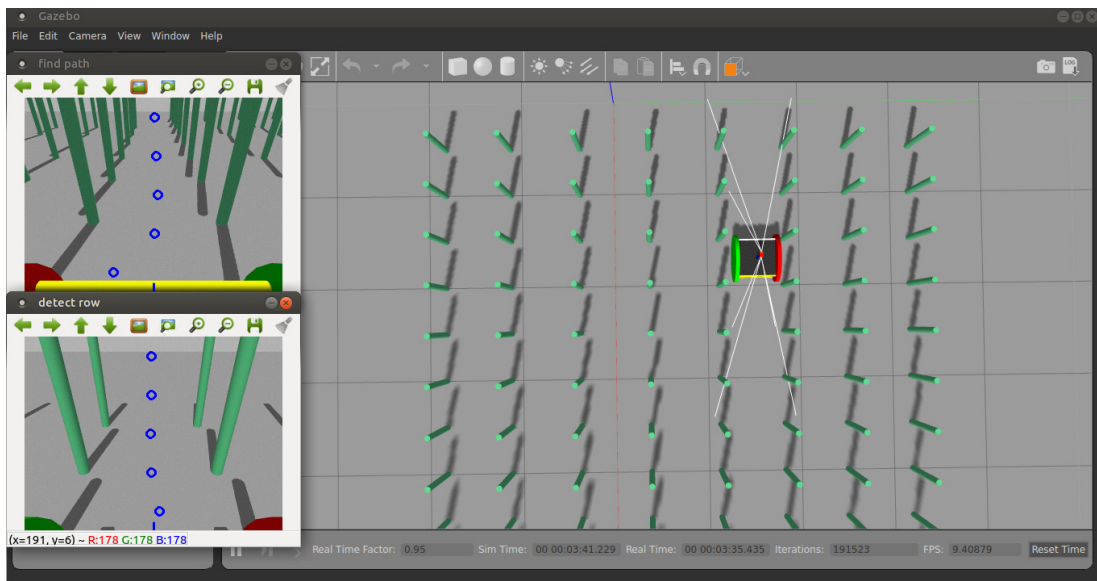 Gazebo
File Edit Camera View Window Help
find path
LOG
detect row
(x=191, y=6) ~ R:178 G:178 B:178
Real Time Factor: 0.95 Sim Time: 00 00:03:41.229 Real Time: 00 00:03:35.435 Iterations: 191523 FPS: 9.40879 Reset Time